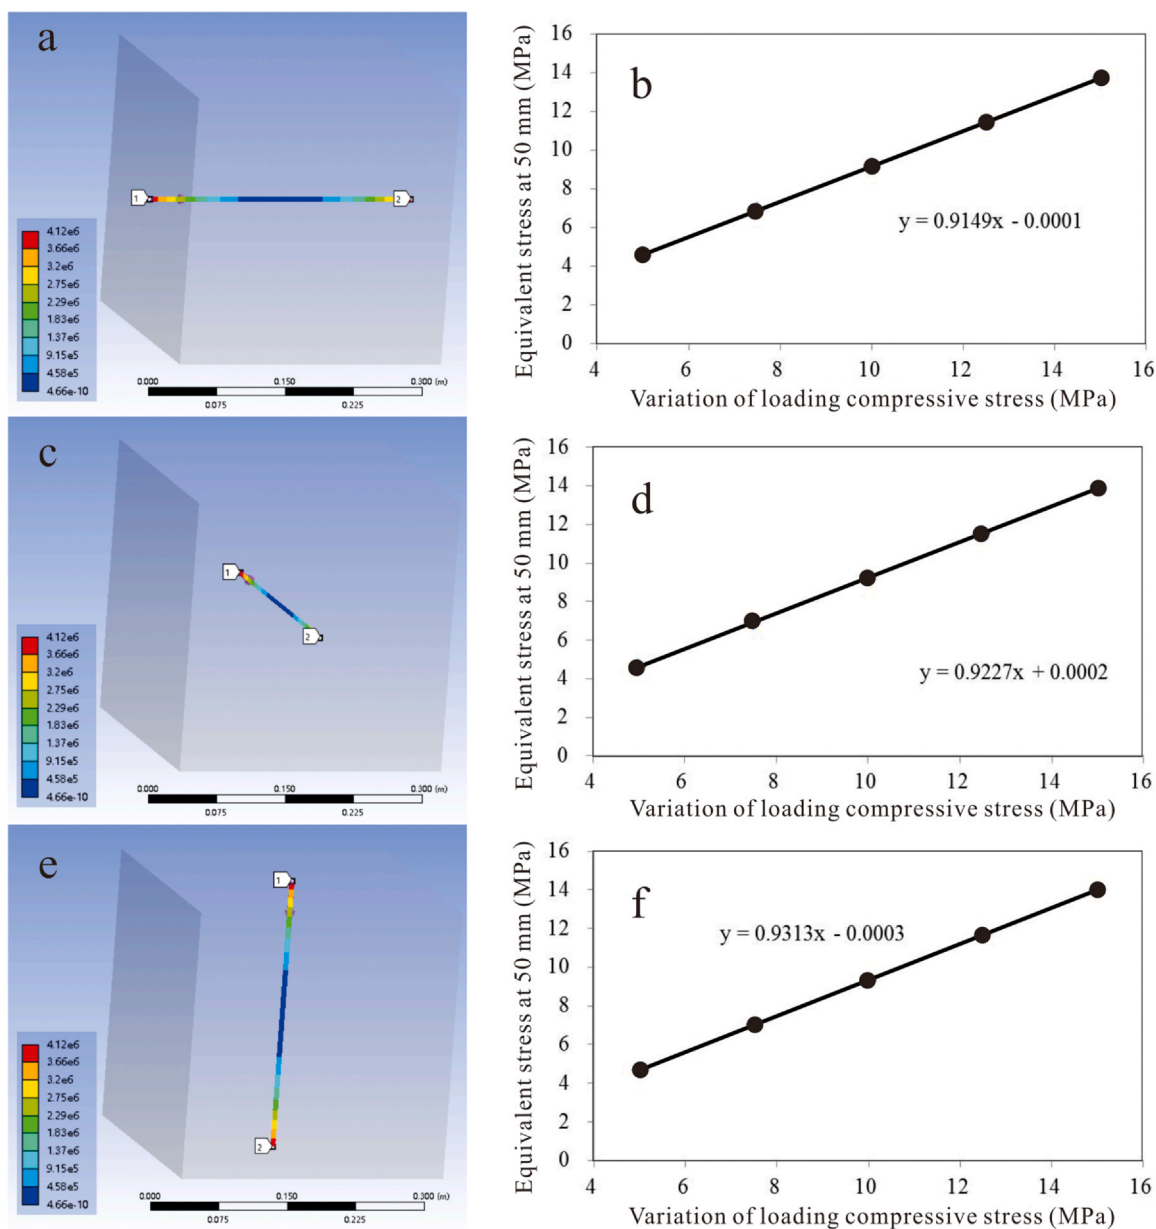 a
1
2
4.12e6
3.66e6
3.2e6
2.75e6
2.29e6
1.83e6
1.37e6
9.15e5
4.58e5
4.66e-10
0.000 0.150 0.300 (m)
0.075 0.225
b
Equivalent stress at 50 mm (MPa)
16
14
12
10
8
6
4
2
0
y = 0.9149x - 0.0001
4 6 8 10 12 14 16
Variation of loading compressive stress (MPa)
c
1
2
4.12e6
3.66e6
3.2e6
2.75e6
2.29e6
1.83e6
1.37e6
9.15e5
4.58e5
4.66e-10
0.000 0.150 0.300 (m)
0.075 0.225
d
Equivalent stress at 50 mm (MPa)
16
14
12
10
8
6
4
2
0
y = 0.9227x + 0.0002
4 6 8 10 12 14 16
Variation of loading compressive stress (MPa)
e
1
2
4.12e6
3.66e6
3.2e6
2.75e6
2.29e6
1.83e6
1.37e6
9.15e5
4.58e5
4.66e-10
0.000 0.150 0.300 (m)
0.075 0.225
f
Equivalent stress at 50 mm (MPa)
16
14
12
10
8
6
4
2
0
y = 0.9313x - 0.0003
4 6 8 10 12 14 16
Variation of loading compressive stress (MPa)